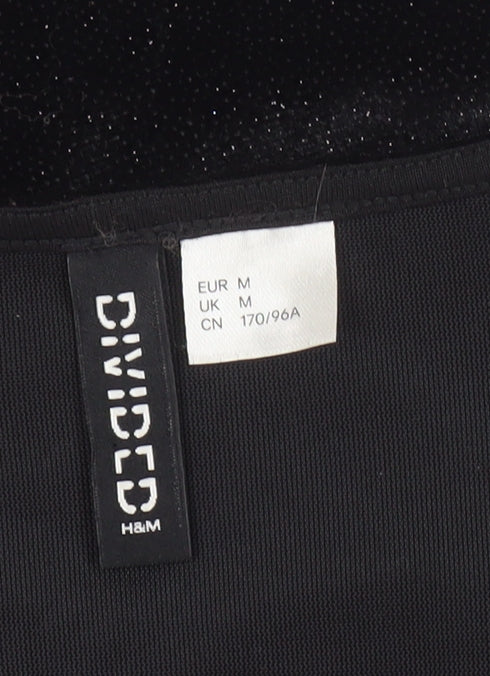 DIVIDED
H&M
EUR M
UK M
CN 170/96A